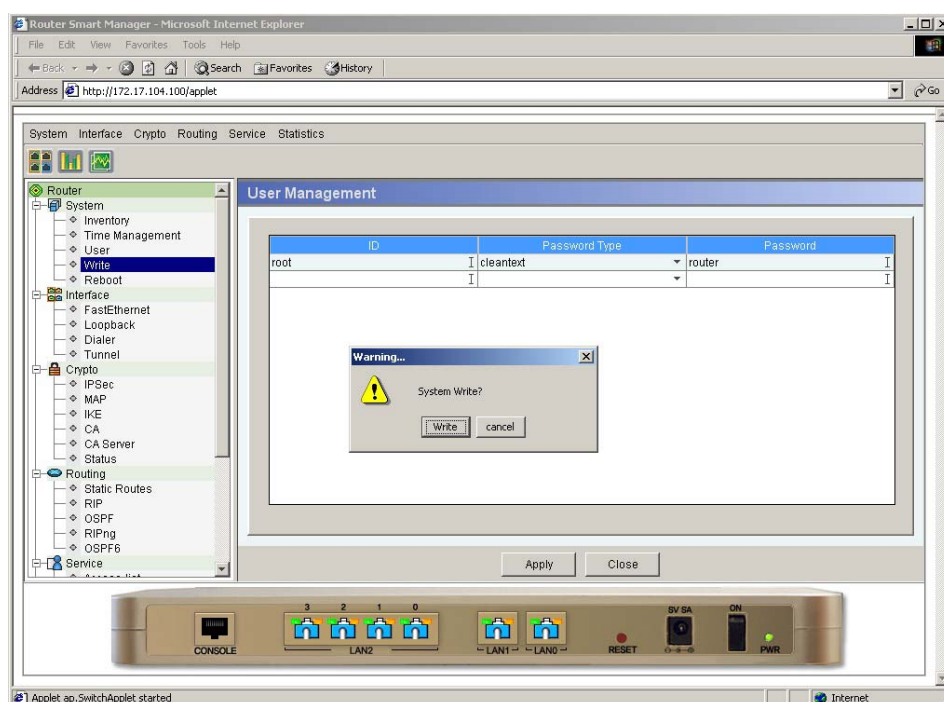 Router Smart Manager - Microsoft Internet Explorer
File Edit View Favorites Tools Help
Back Search Favorites History
Address http://172.17.104.100/applet Go
System Interface Crypto Routing Service Statistics
Router
System
Inventory
Time Management
User
Write
Reboot
Interface
FastEthernet
Loopback
Dialer
Tunnel
Crypto
IPSec
MAP
IKE
CA
CA Server
Status
Routing
Static Routes
RIP
OSPF
RIPng
OSPF6
Service
User Management
ID Password Type Password
root cleantext router
Warning...
System Write?
Write cancel
Apply Close
3 2 1 0
CONSOLE LAN2 LAN1 LAN0 RESET
5V 5A ON
PWR
Applet ap.SwitchApplet started Internet